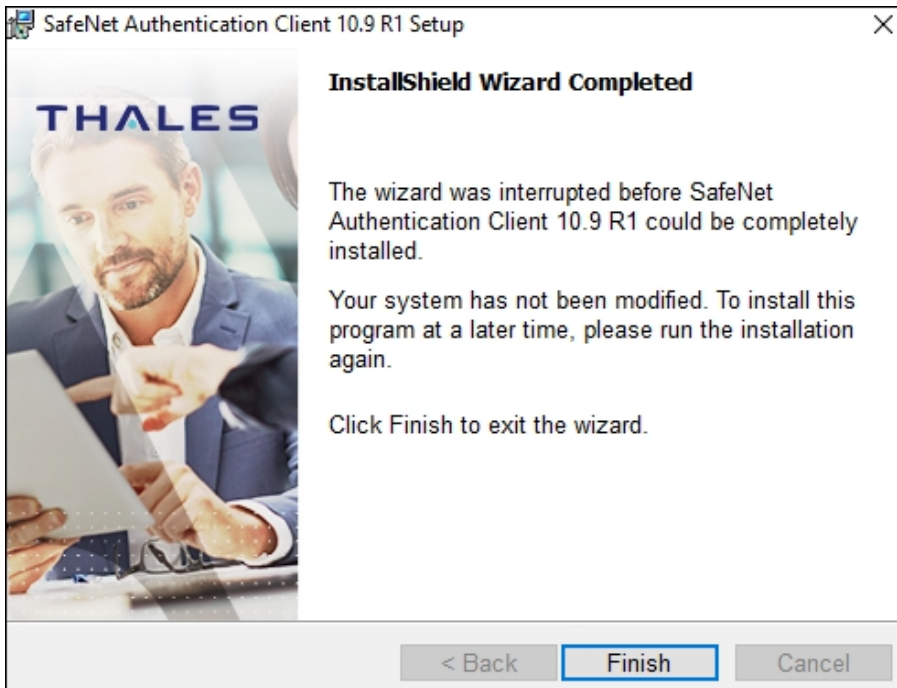 SafeNet Authentication Client 10.9 R1 Setup
THALES
InstallShield Wizard Completed
The wizard was interrupted before SafeNet
Authentication Client 10.9 R1 could be completely
installed.
Your system has not been modified. To install this
program at a later time, please run the installation
again.
Click Finish to exit the wizard.
< Back
Finish
Cancel